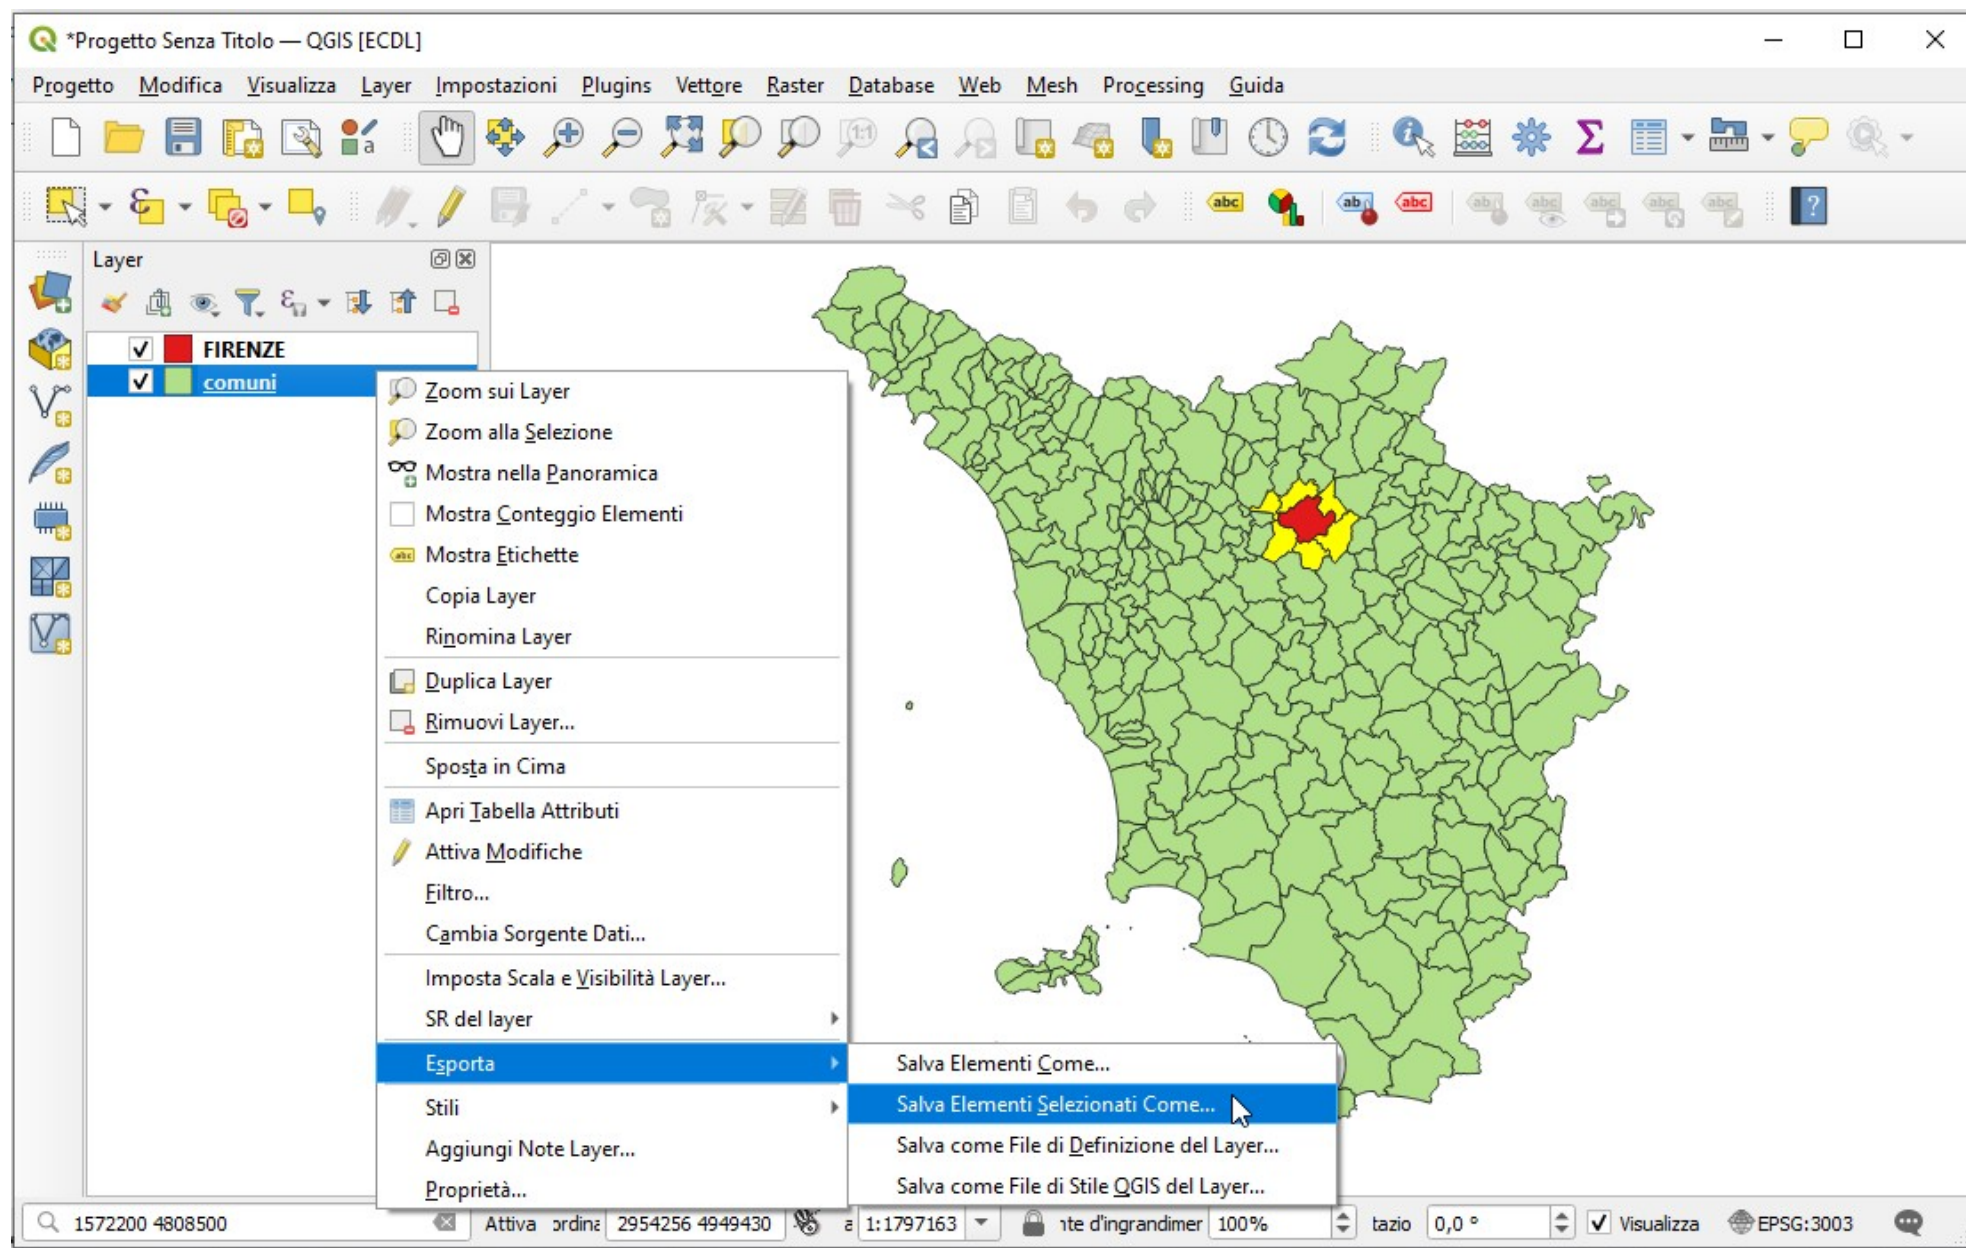 *Progetto Senza Titolo — QGIS [ECDL]
Progetto Modifica Visualizza Layer Impostazioni Plugins Vettore Raster Database Web Mesh Processing Guida
Layer
FIRENZE
comuni
Zoom sui Layer
Zoom alla Selezione
Mostra nella Panoramica
Mostra Conteggio Elementi
Mostra Etichette
Copia Layer
Rinomina Layer
Duplica Layer
Rimuovi Layer...
Sposta in Cima
Apri Tabella Attributi
Attiva Modifiche
Filtro...
Cambia Sorgente Dati...
Imposta Scala e Visibilità Layer...
SR del layer
Esporta
Stili
Aggiungi Note Layer...
Proprietà...
Salva Elementi Come...
Salva Elementi Selezionati Come...
Salva come File di Definizione del Layer...
Salva come File di Stile QGIS del Layer...
1572200 4808500 Attiva ordina 2954256 4949430 a 1:1797163 nte d'ingrandimer 100% tazio 0,0 ° Visualizza EPSG:3003